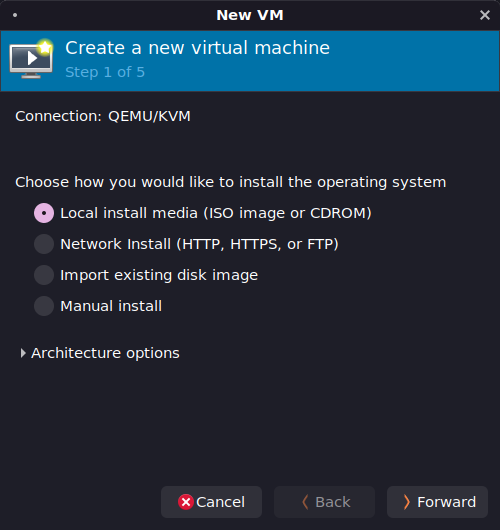 New VM
Create a new virtual machine
Step 1 of 5
Connection: QEMU/KVM
Choose how you would like to install the operating system
Local install media (ISO image or CDROM)
Network Install (HTTP, HTTPS, or FTP)
Import existing disk image
Manual install
Architecture options
Cancel Back Forward